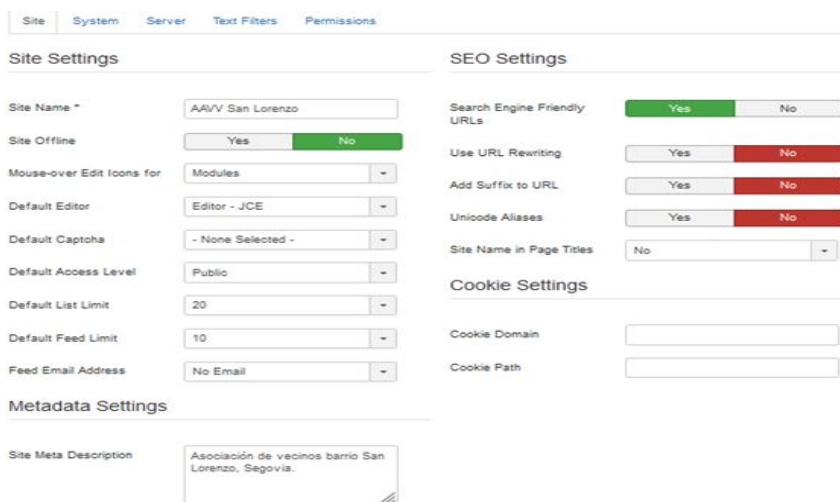 Site System Server Text Filters Permissions
Site Settings
Site Name * AAVV San Lorenzo
Site Offline Yes No
Mouse-over Edit Icons for Modules
Default Editor Editor - JCE
Default Captcha - None Selected -
Default Access Level Public
Default List Limit 20
Default Feed Limit 10
Feed Email Address No Email
Metadata Settings
Site Meta Description Asociación de vecinos barrio San
Lorenzo, Segovia.
SEO Settings
Search Engine Friendly
URLs Yes No
Use URL Rewriting Yes No
Add Suffix to URL Yes No
Unicode Aliases Yes No
Site Name in Page Titles No
Cookie Settings
Cookie Domain
Cookie Path